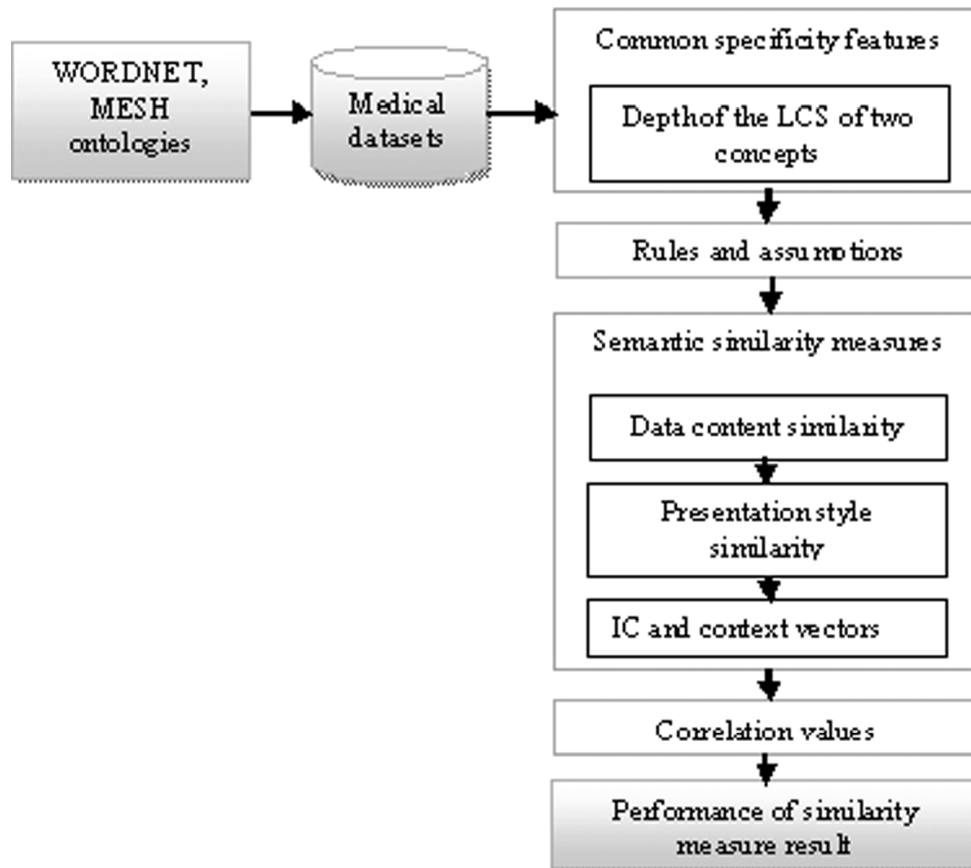 WORDNET,
MESH
ontologies
Medical
datasets
Common specificity features
Depthof the LCS of two
concepts
Rules and assumptions
Semantic similarity measures
Data content similarity
Presentation style
similarity
IC and context vectors
Correlation values
Performance of similarity
measure result